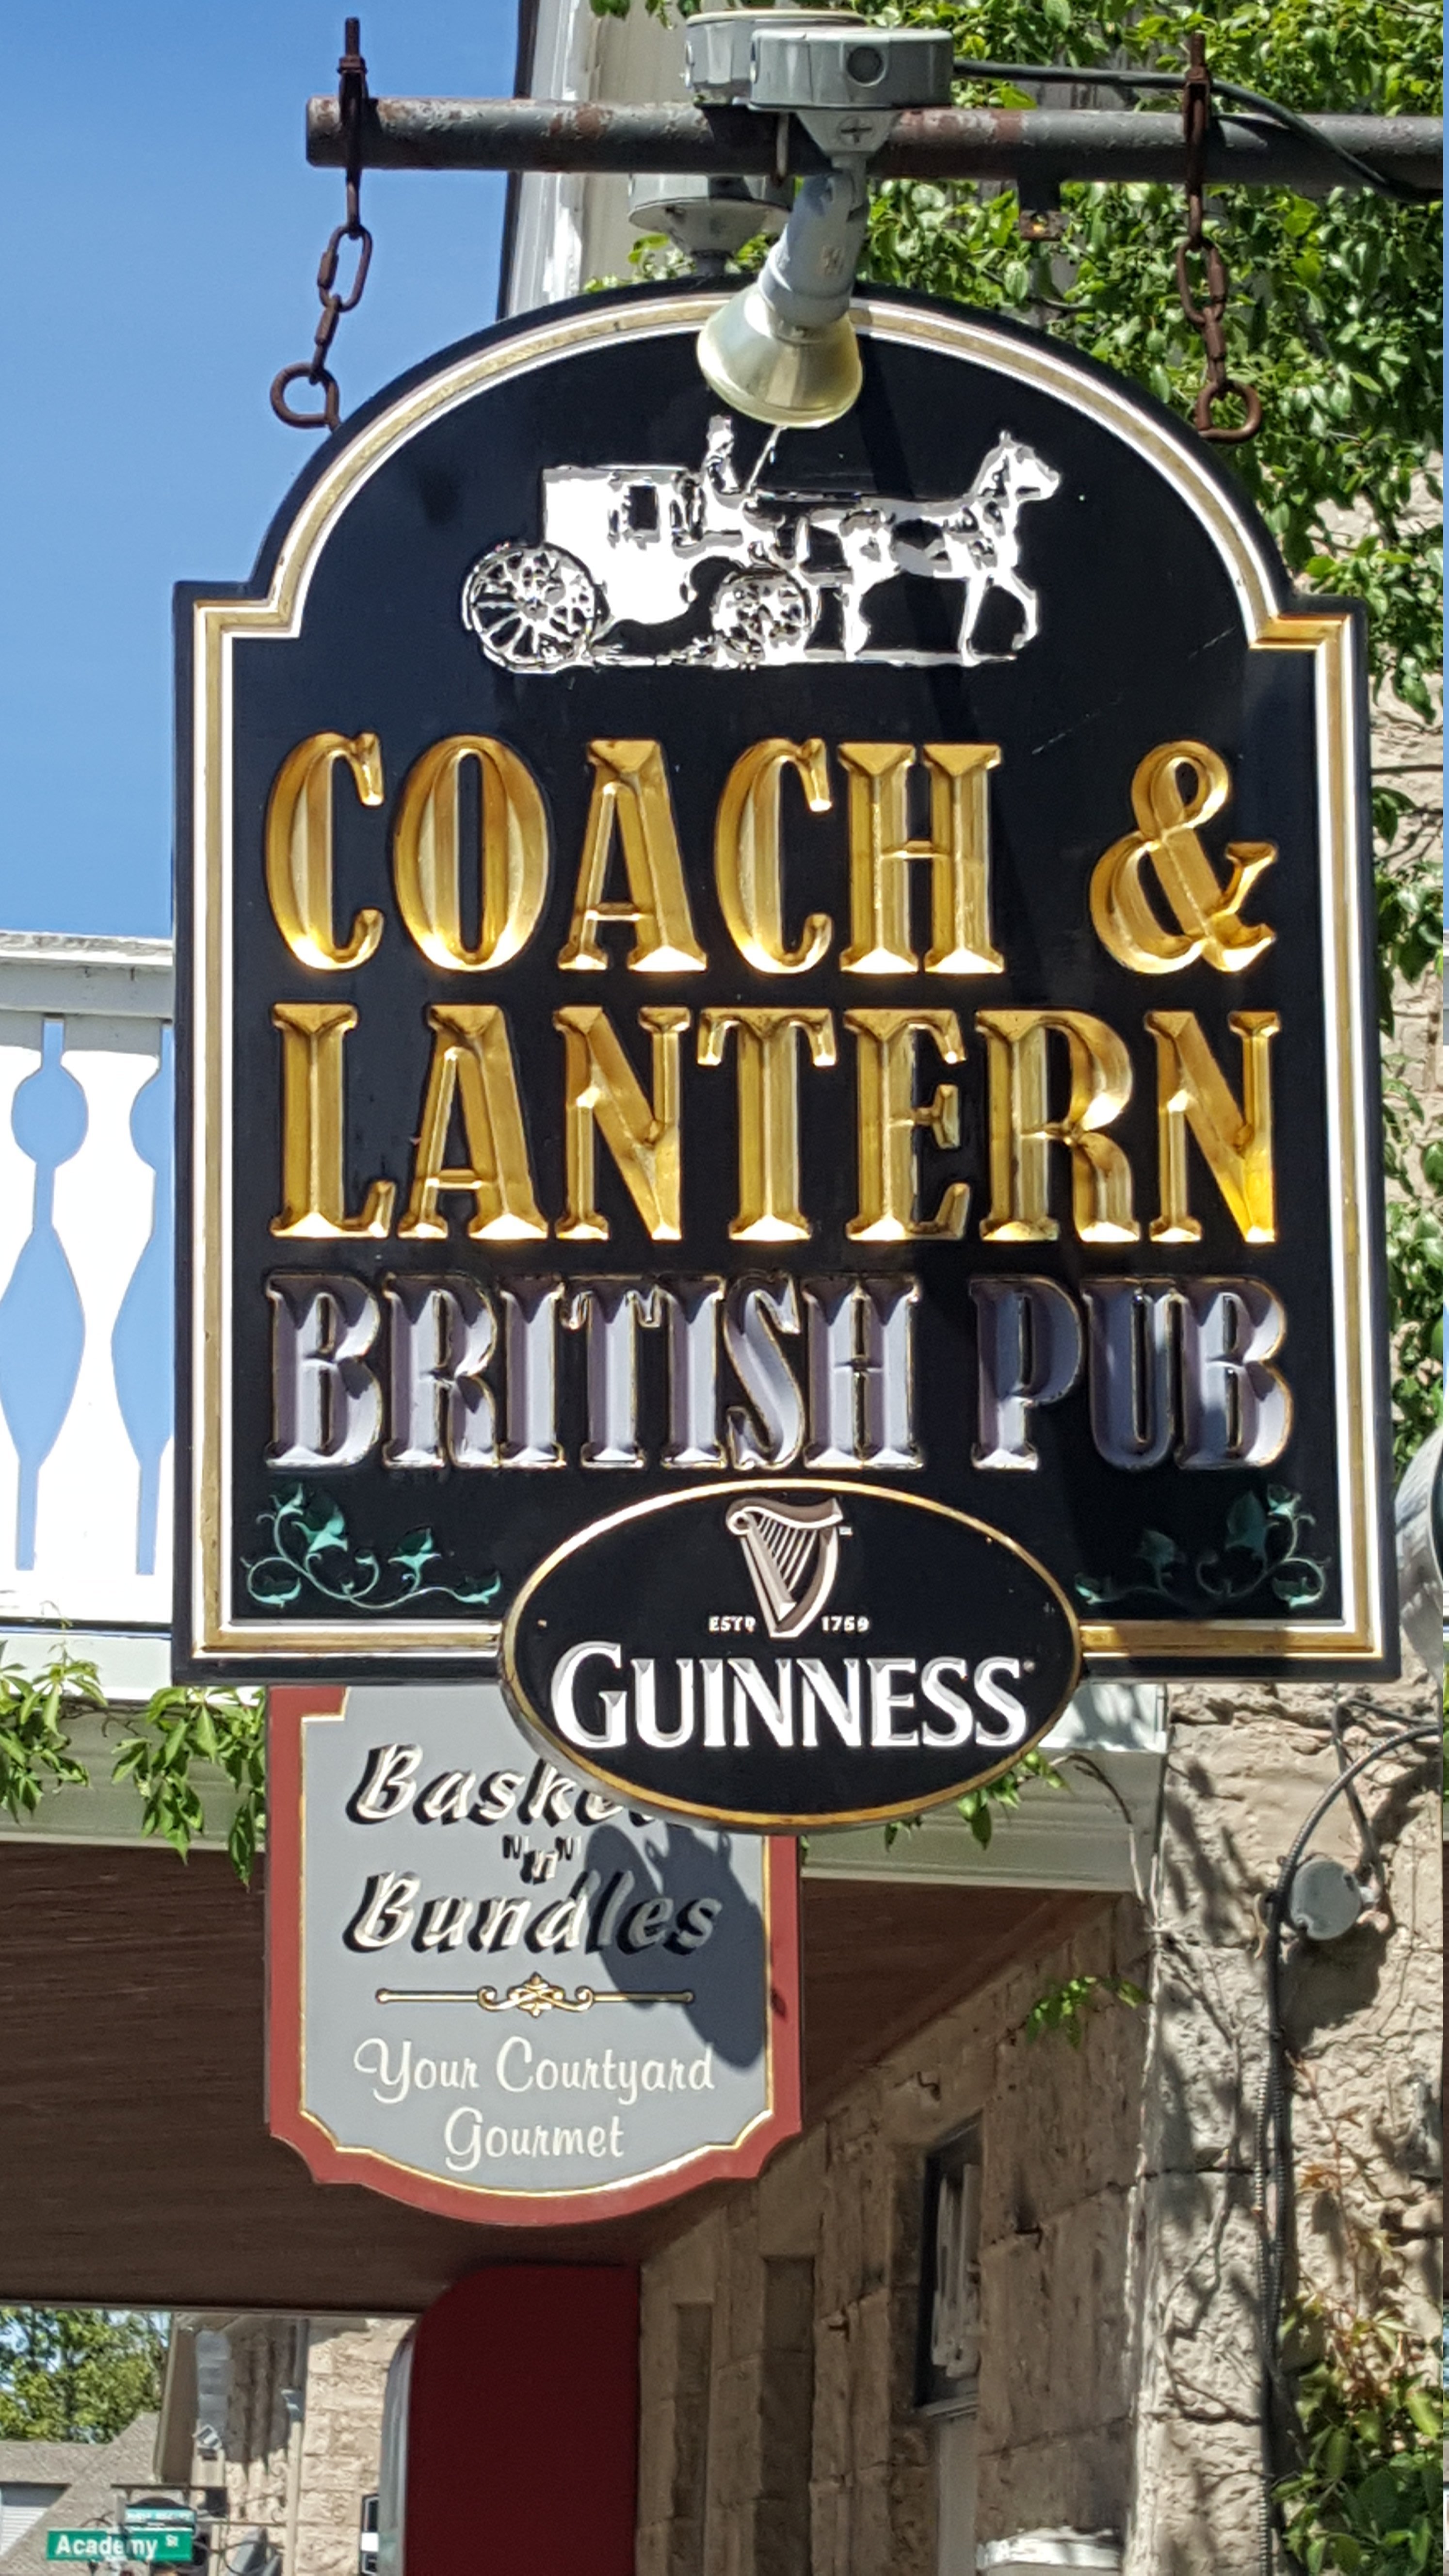 COACH &
LANTERN
BRITISH PUB
ESTD 1759
GUINNESS
"n"
Bundles
Your Courtyard
Gourmet
Academy St